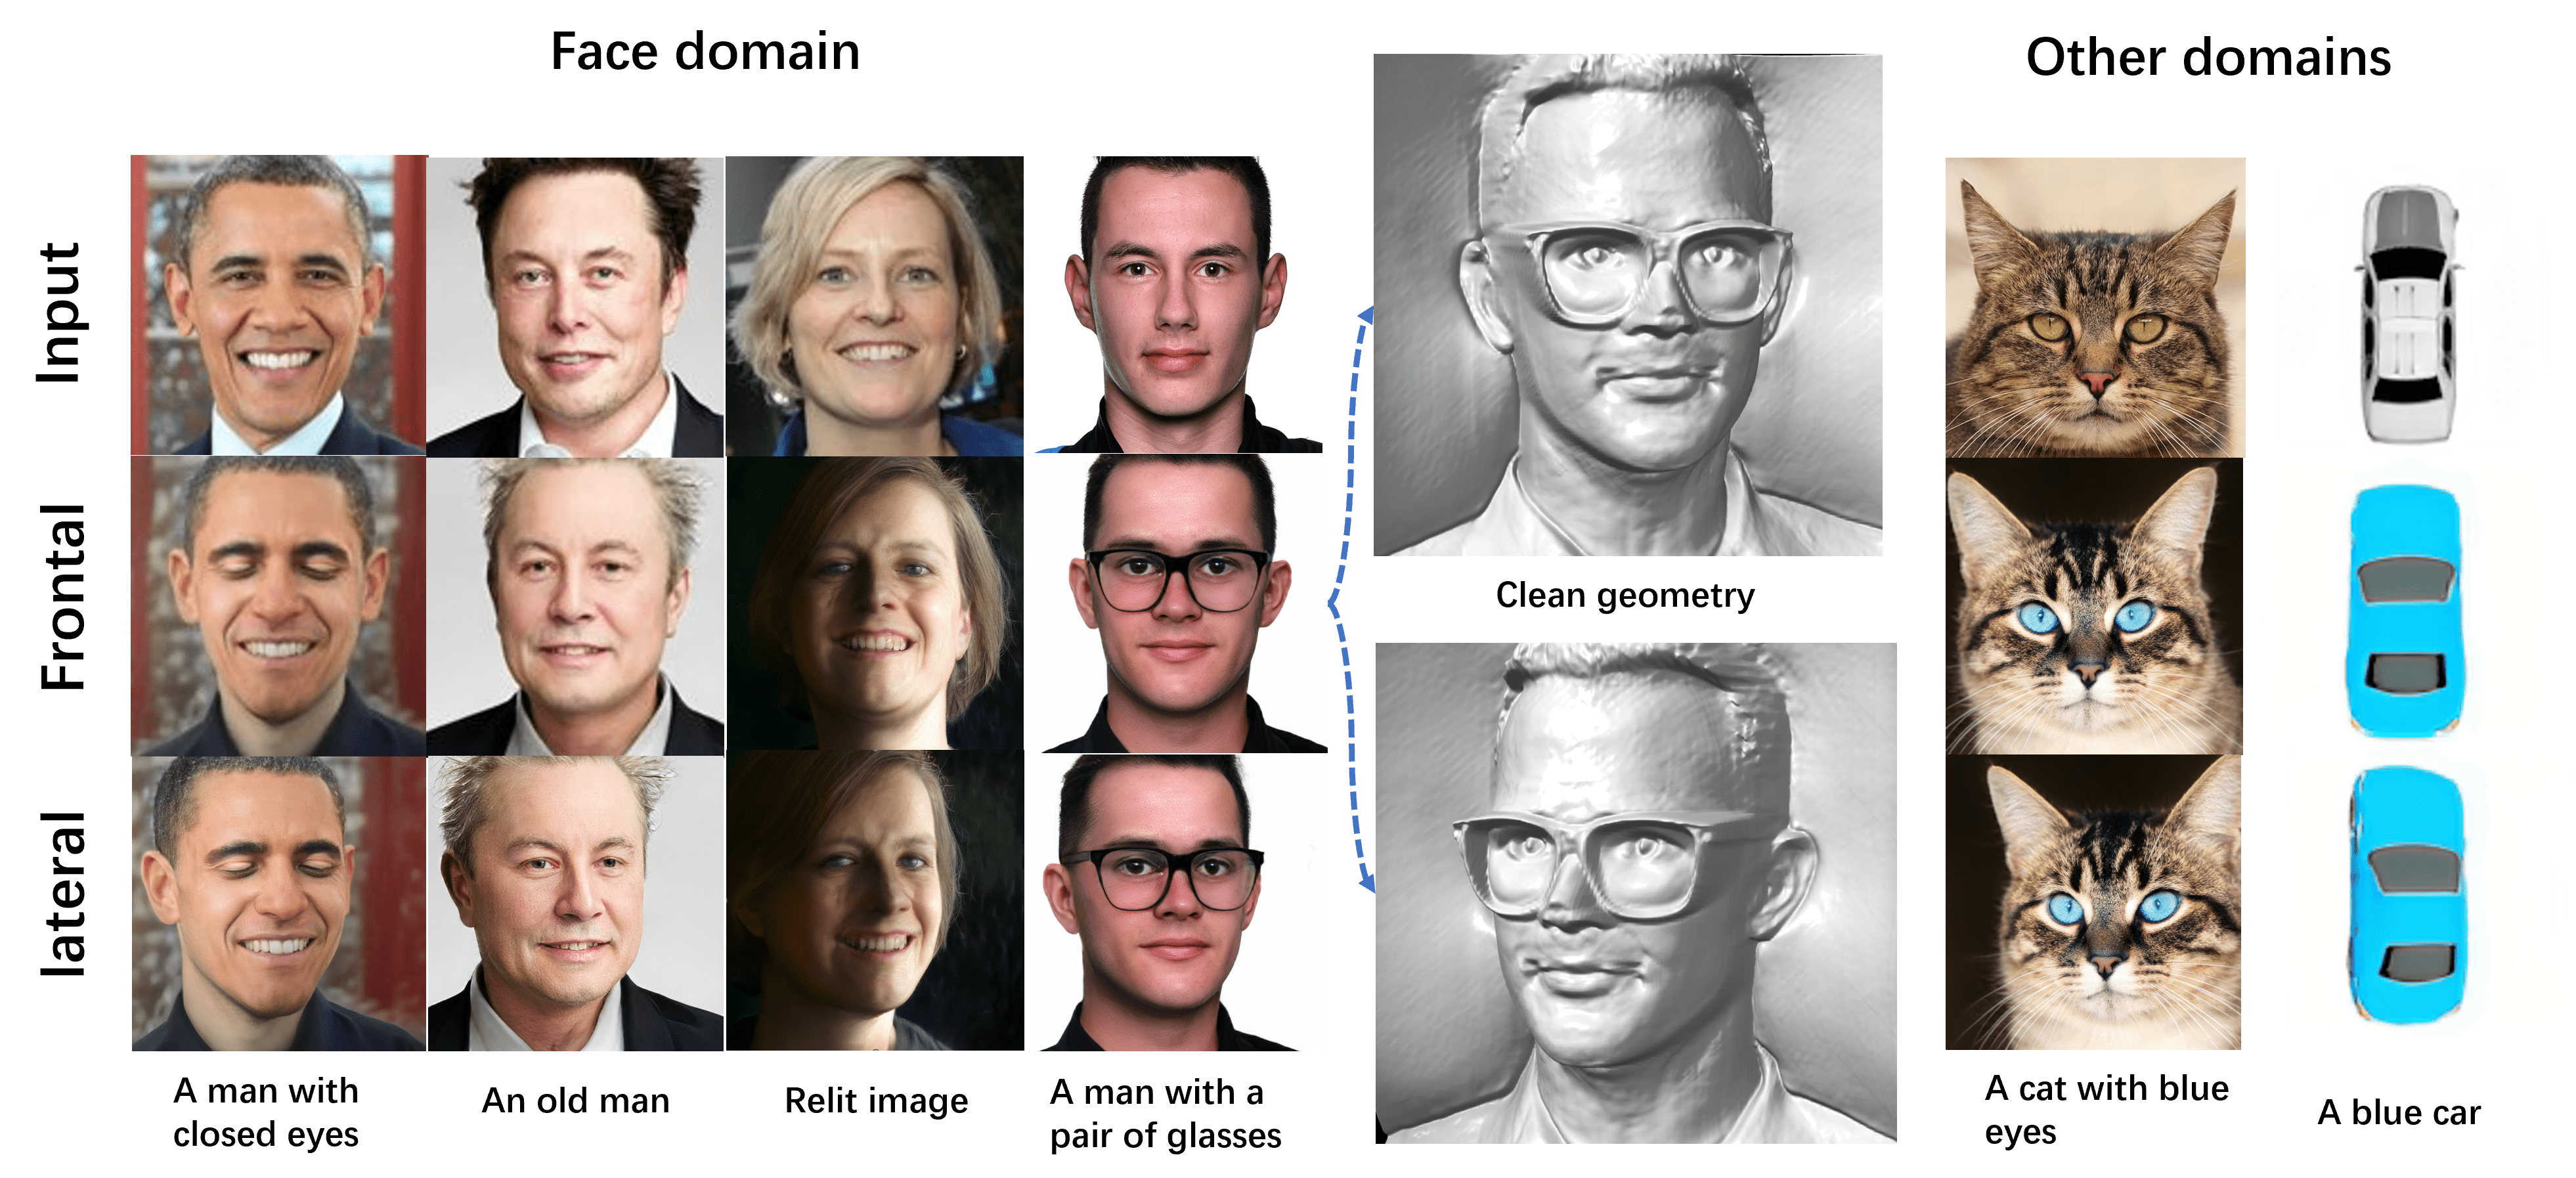 Face domain
Other domains
Input
Frontal
lateral
Clean geometry
A man with
closed eyes
An old man
Relit image
A man with a
pair of glasses
A cat with blue
eyes
A blue car